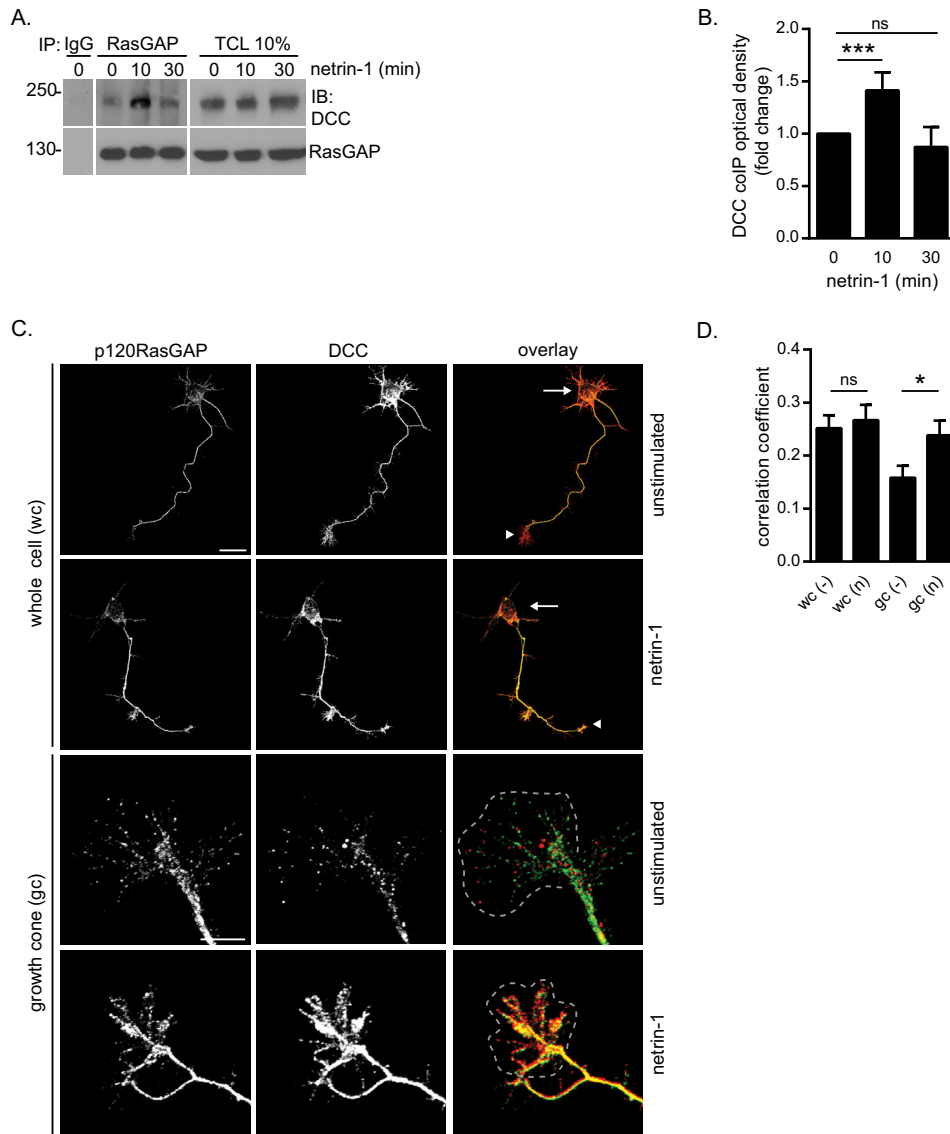 A.
IP: IgG RasGAP TCL 10%
0 0 10 30 0 10 30 netrin-1 (min)
250
IB:
DCC
130
RasGAP
B.
ns
***
2.0
1.5
1.0
0.5
0.0
DCC coIP optical density
(fold change)
0 10 30
netrin-1 (min)
C.
p120RasGAP DCC overlay
whole cell (wc)
unstimulated
netrin-1
growth cone (gc)
unstimulated
netrin-1
D.
0.4
0.3
0.2
0.1
0.0
correlation coefficient
ns
*
wc (-) wc (n) gc (-) gc (n)